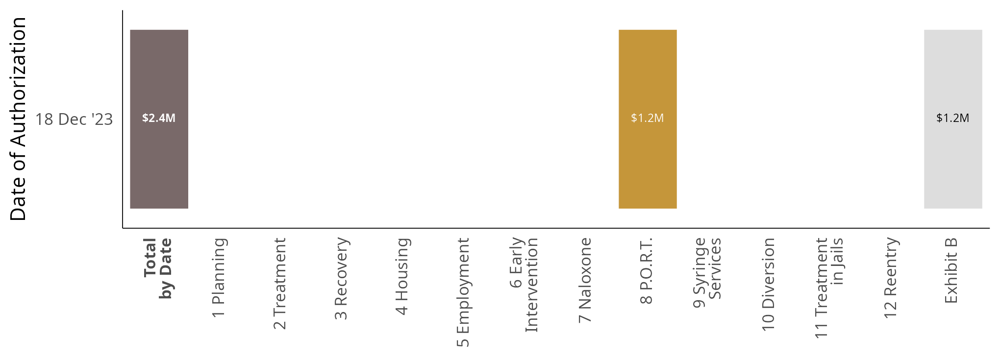 Date of Authorization
18 Dec '23
$2.4M
$1.2M
$1.2M
Total
by Date
1 Planning
2 Treatment
3 Recovery
4 Housing
5 Employment
6 Early
Intervention
7 Naloxone
8 P.O.R.T.
9 Syringe
Services
10 Diversion
11 Treatment
in Jails
12 Reentry
Exhibit B